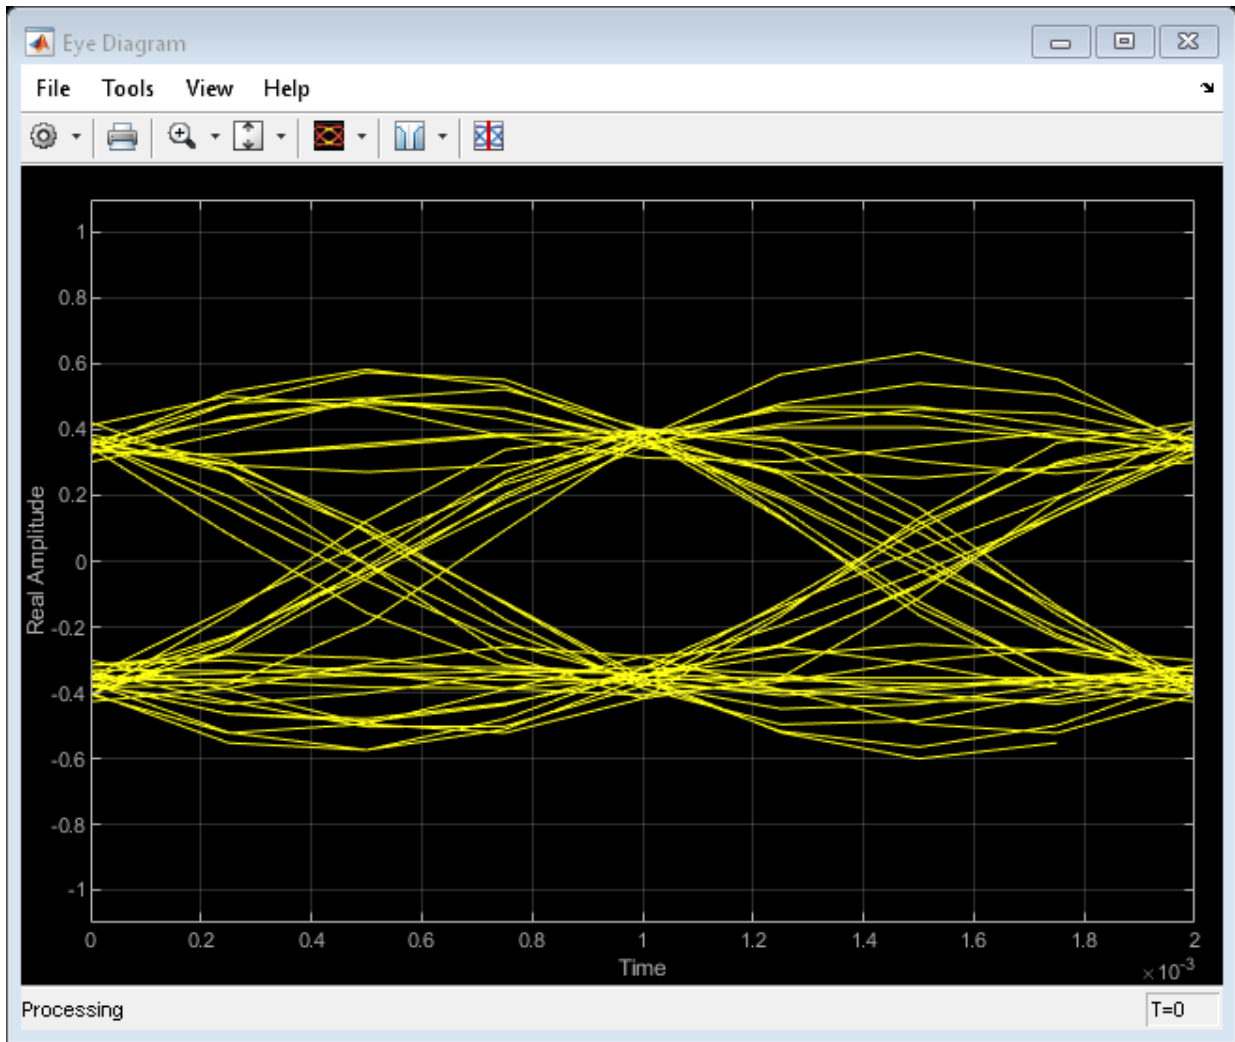 Eye Diagram
File Tools View Help
1
0.8
0.6
0.4
0.2
0
-0.2
-0.4
-0.6
-0.8
-1
Real Amplitude
0 0.2 0.4 0.6 0.8 1 1.2 1.4 1.6 1.8 2
Time
×10⁻³
Processing T=0